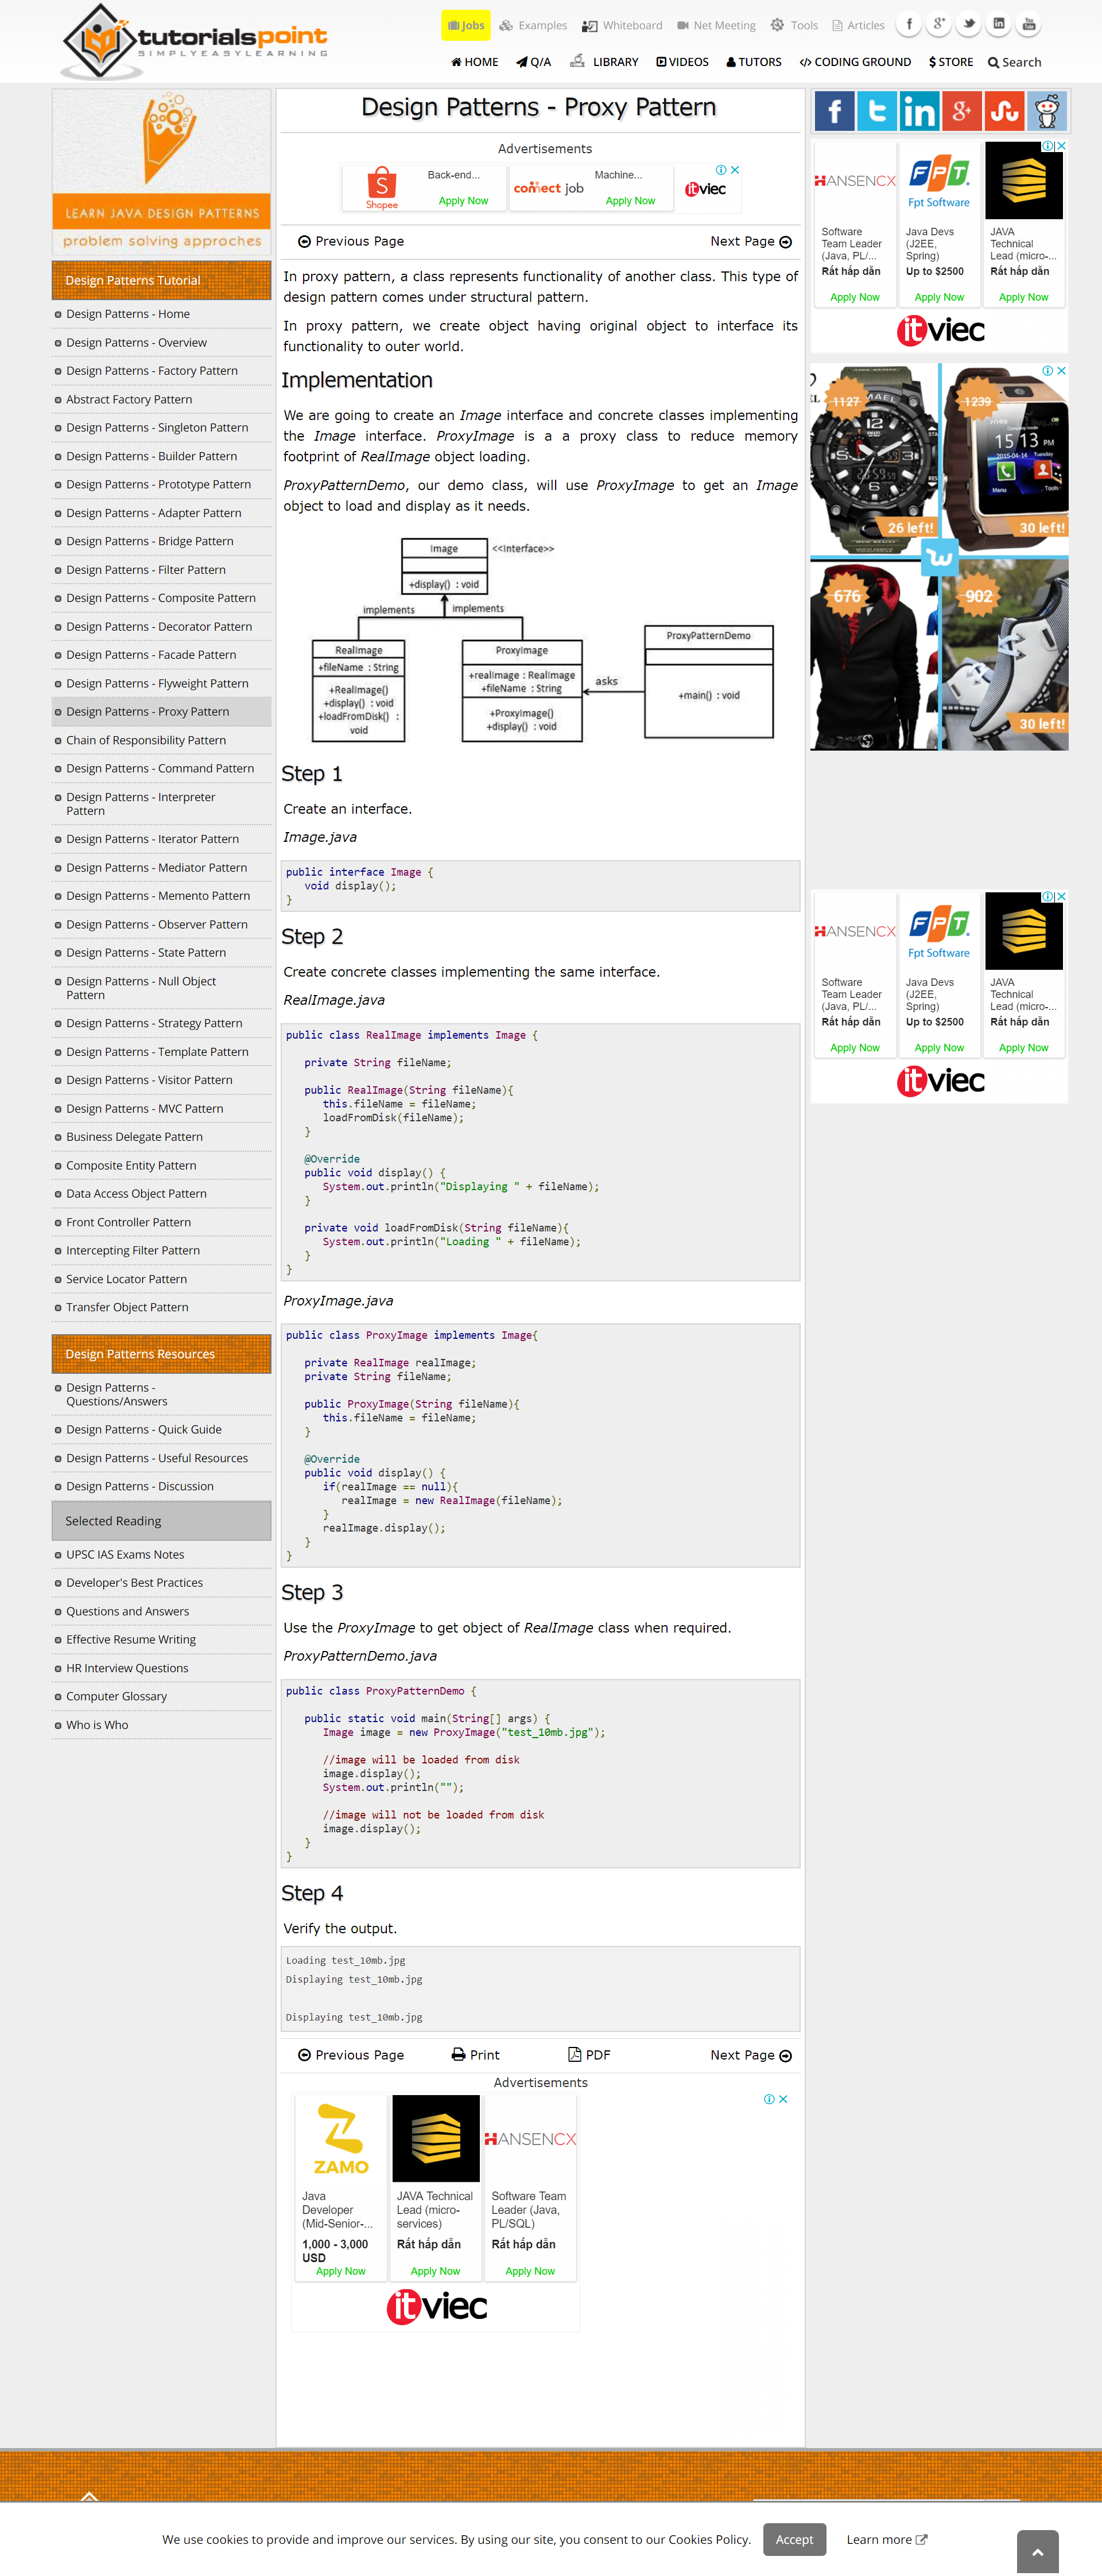 tutorialspoint
SIMPLYEASYLEARNING
Jobs
Examples
Whiteboard
Net Meeting
Tools
Articles
HOME
Q/A
LIBRARY
VIDEOS
TUTORS
CODING GROUND
STORE
Search
LEARN JAVA DESIGN PATTERNS
problem solving approches
Design Patterns Tutorial
Design Patterns - Home
Design Patterns - Overview
Design Patterns - Factory Pattern
Abstract Factory Pattern
Design Patterns - Singleton Pattern
Design Patterns - Builder Pattern
Design Patterns - Prototype Pattern
Design Patterns - Adapter Pattern
Design Patterns - Bridge Pattern
Design Patterns - Filter Pattern
Design Patterns - Composite Pattern
Design Patterns - Decorator Pattern
Design Patterns - Facade Pattern
Design Patterns - Flyweight Pattern
Design Patterns - Proxy Pattern
Chain of Responsibility Pattern
Design Patterns - Command Pattern
Design Patterns - Interpreter
Pattern
Design Patterns - Iterator Pattern
Design Patterns - Mediator Pattern
Design Patterns - Memento Pattern
Design Patterns - Observer Pattern
Design Patterns - State Pattern
Design Patterns - Null Object
Pattern
Design Patterns - Strategy Pattern
Design Patterns - Template Pattern
Design Patterns - Visitor Pattern
Design Patterns - MVC Pattern
Business Delegate Pattern
Composite Entity Pattern
Data Access Object Pattern
Front Controller Pattern
Intercepting Filter Pattern
Service Locator Pattern
Transfer Object Pattern
Design Patterns Resources
Design Patterns -
Questions/Answers
Design Patterns - Quick Guide
Design Patterns - Useful Resources
Design Patterns - Discussion
Selected Reading
UPSC IAS Exams Notes
Developer's Best Practices
Questions and Answers
Effective Resume Writing
HR Interview Questions
Computer Glossary
Who is Who
Design Patterns - Proxy Pattern
Advertisements
Shopee
Back-end...
Apply Now
connect job
Machine...
Apply Now
itviec
Previous Page
Next Page
In proxy pattern, a class represents functionality of another class. This type of
design pattern comes under structural pattern.
In proxy pattern, we create object having original object to interface its
functionality to outer world.
Implementation
We are going to create an Image interface and concrete classes implementing
the Image interface. ProxyImage is a a proxy class to reduce memory
footprint of RealImage object loading.
ProxyPatternDemo, our demo class, will use ProxyImage to get an Image
object to load and display as it needs.
Image
<<Interface>>
+display() : void
implements
implements
RealImage
+fileName : String
+RealImage()
+display() : void
+loadFromDisk() :
void
ProxyImage
+realImage : RealImage
+fileName : String
+ProxyImage()
+display() : void
asks
ProxyPatternDemo
+main() : void
Step 1
Create an interface.
Image.java
public interface Image {
   void display();
}
Step 2
Create concrete classes implementing the same interface.
RealImage.java
public class RealImage implements Image {
   private String fileName;
   public RealImage(String fileName){
      this.fileName = fileName;
      loadFromDisk(fileName);
   }
   @Override
   public void display() {
      System.out.println("Displaying " + fileName);
   }
   private void loadFromDisk(String fileName){
      System.out.println("Loading " + fileName);
   }
}
ProxyImage.java
public class ProxyImage implements Image{
   private RealImage realImage;
   private String fileName;
   public ProxyImage(String fileName){
      this.fileName = fileName;
   }
   @Override
   public void display() {
      if(realImage == null){
         realImage = new RealImage(fileName);
      }
      realImage.display();
   }
}
Step 3
Use the ProxyImage to get object of RealImage class when required.
ProxyPatternDemo.java
public class ProxyPatternDemo {
   public static void main(String[] args) {
      Image image = new ProxyImage("test_10mb.jpg");
      //image will be loaded from disk
      image.display();
      System.out.println("");
      //image will not be loaded from disk
      image.display();
   }
}
Step 4
Verify the output.
Loading test_10mb.jpg
Displaying test_10mb.jpg
Displaying test_10mb.jpg
Previous Page
Print
PDF
Next Page
Advertisements
ZAMO
Java
Developer
(Mid-Senior-...
1,000 - 3,000
USD
Apply Now
JAVA Technical
Lead (micro-
services)
Rất hấp dẫn
Apply Now
HANSENCX
Software Team
Leader (Java,
PL/SQL)
Rất hấp dẫn
Apply Now
itviec
HANSENCX
Software
Team Leader
(Java, PL/...
Rất hấp dẫn
Apply Now
FPT
Fpt Software
Java Devs
(J2EE,
Spring)
Up to $2500
Apply Now
JAVA
Technical
Lead (micro-...
Rất hấp dẫn
Apply Now
itviec
1127
26 left!
1239
15 13 PM
2015-04-14
Tuesday
Menu
Tools
30 left!
676
902
30 left!
HANSENCX
Software
Team Leader
(Java, PL/...
Rất hấp dẫn
Apply Now
FPT
Fpt Software
Java Devs
(J2EE,
Spring)
Up to $2500
Apply Now
JAVA
Technical
Lead (micro-...
Rất hấp dẫn
Apply Now
itviec
We use cookies to provide and improve our services. By using our site, you consent to our Cookies Policy.
Accept
Learn more